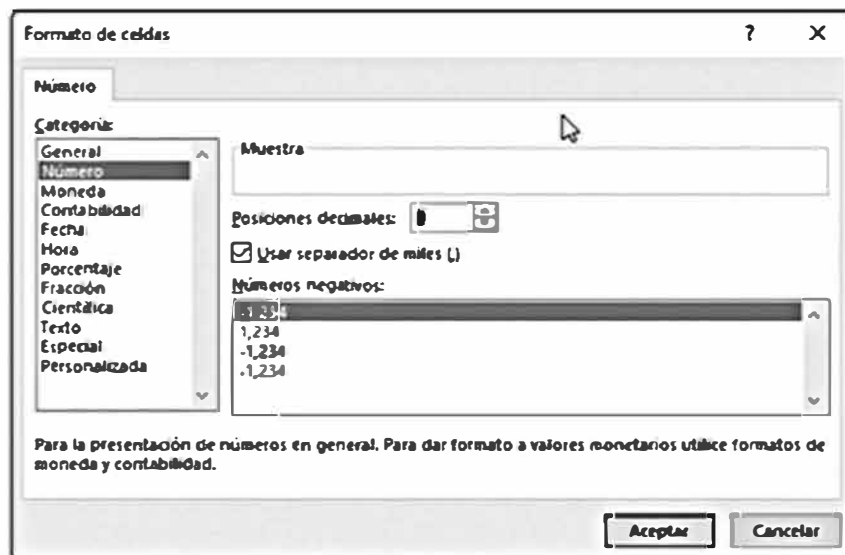 Formato de celdas ? X
Número
Categoría:
General
Número
Moneda
Contabilidad
Fecha
Hora
Porcentaje
Fracción
Científica
Texto
Especial
Personalizada
Muestra
Posiciones decimales:
Usar separador de miles (,)
Números negativos:
-1,234
1,234
-1,234
-1,234
Para la presentación de números en general. Para dar formato a valores monetarios utilice formatos de
moneda y contabilidad.
Aceptar Cancelar